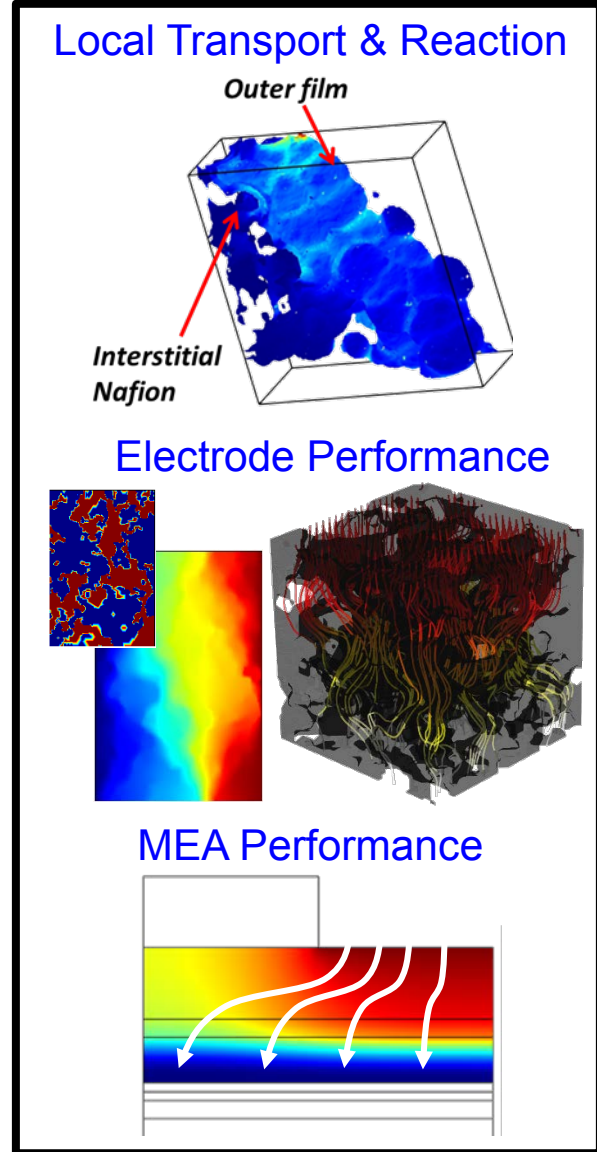 Local Transport & Reaction
Outer film
Interstitial
Nafion
Electrode Performance
MEA Performance